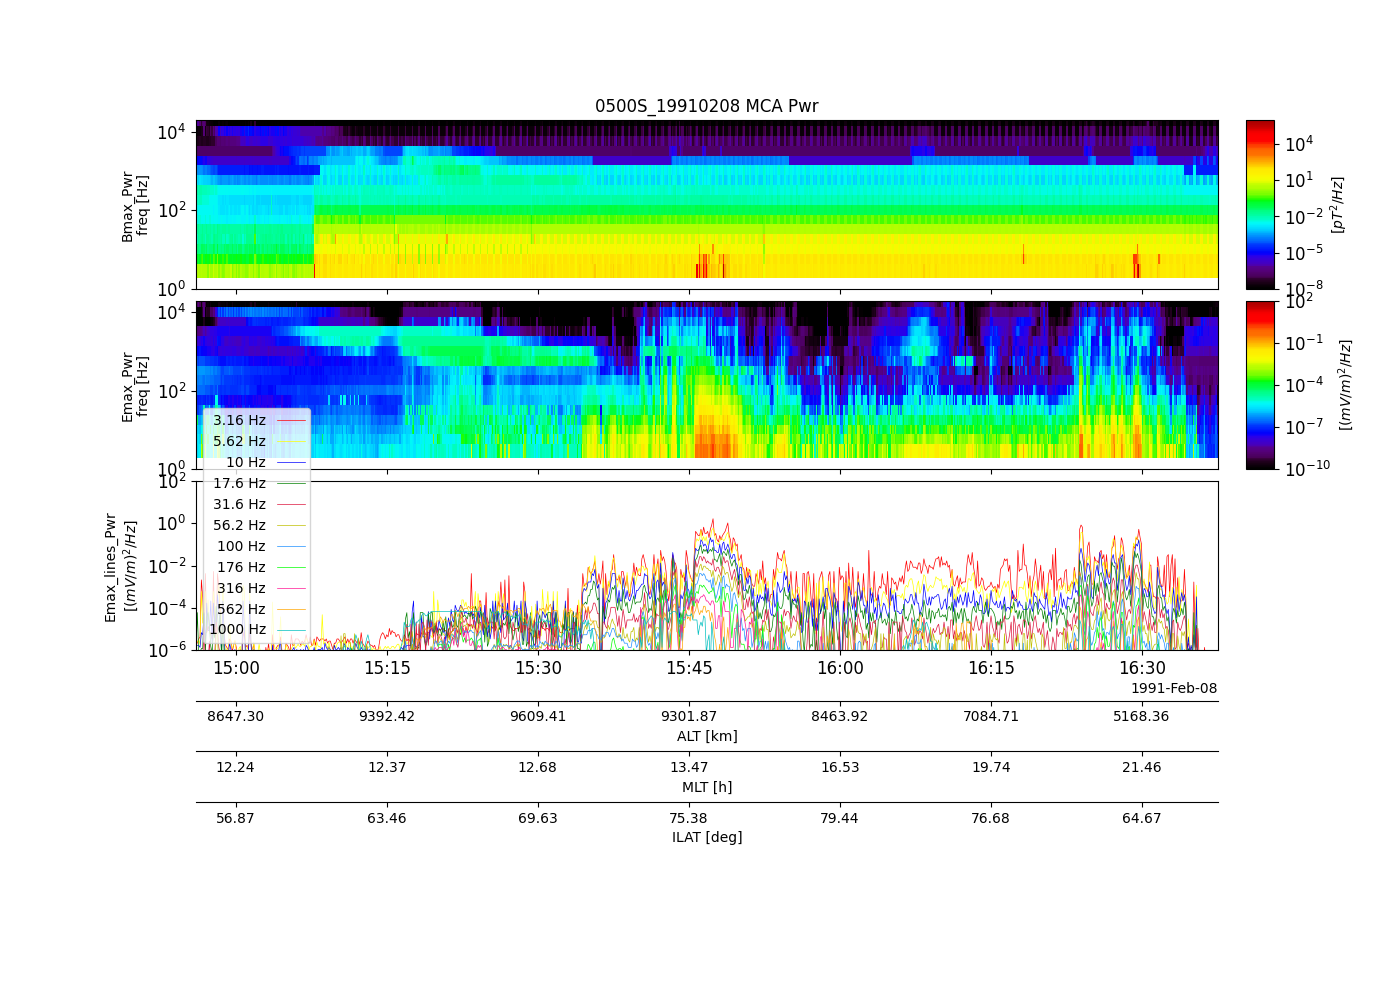 0500S_19910208 MCA Pwr
10^4
10^2
10^0
Bmax_Pwr
freq [Hz]
10^4
10^1
10^-2
10^-5
10^-8
[pT^2/Hz]
10^4
10^2
10^0
Emax_Pwr
freq [Hz]
10^2
10^-1
10^-4
10^-7
10^-10
[(mV/m)^2/Hz]
3.16 Hz
5.62 Hz
10 Hz
17.6 Hz
31.6 Hz
56.2 Hz
100 Hz
176 Hz
316 Hz
562 Hz
1000 Hz
10^2
10^0
10^-2
10^-4
10^-6
Emax_lines_Pwr
[(mV/m)^2/Hz]
15:00 15:15 15:30 15:45 16:00 16:15 16:30
1991-Feb-08
8647.30 9392.42 9609.41 9301.87 8463.92 7084.71 5168.36
ALT [km]
12.24 12.37 12.68 13.47 16.53 19.74 21.46
MLT [h]
56.87 63.46 69.63 75.38 79.44 76.68 64.67
ILAT [deg]